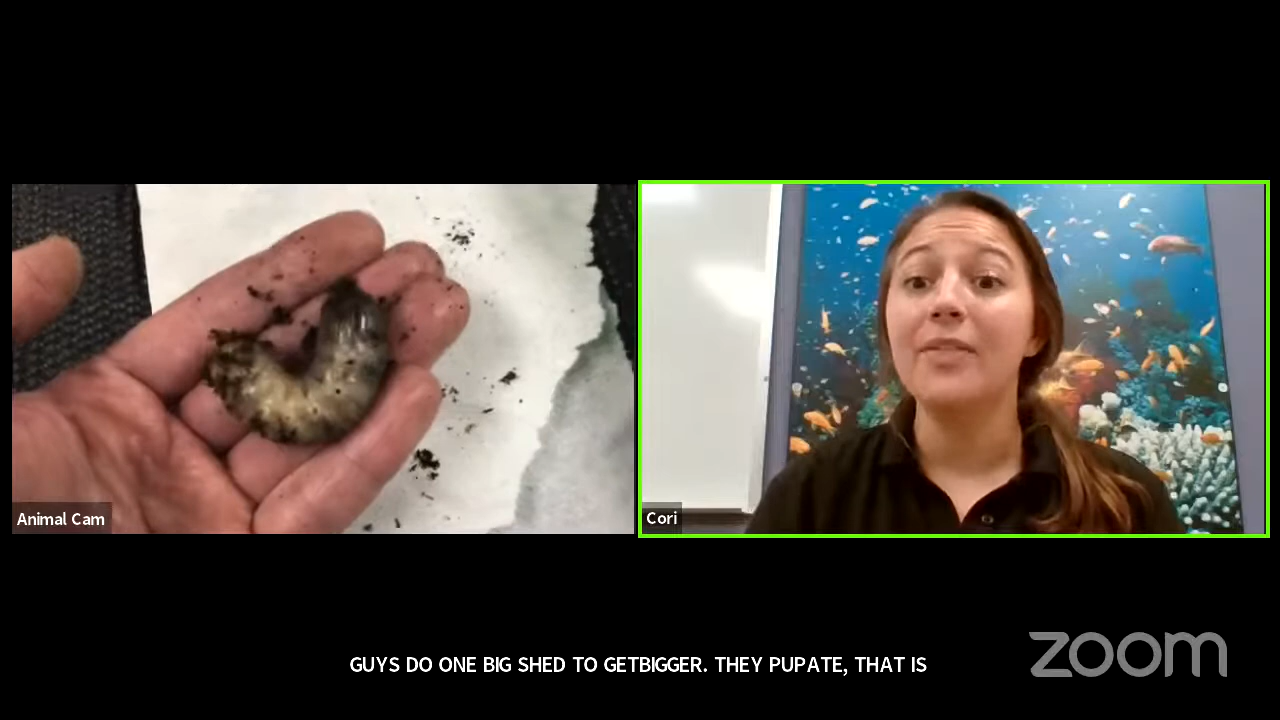 Animal Cam
Cori
GUYS DO ONE BIG SHED TO GETBIGGER. THEY PUPATE, THAT IS
zoom